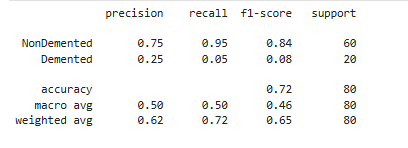 precision recall f1-score support
NonDemented 0.75 0.95 0.84 60
Demented 0.25 0.05 0.08 20
accuracy 0.72 80
macro avg 0.50 0.50 0.46 80
weighted avg 0.62 0.72 0.65 80